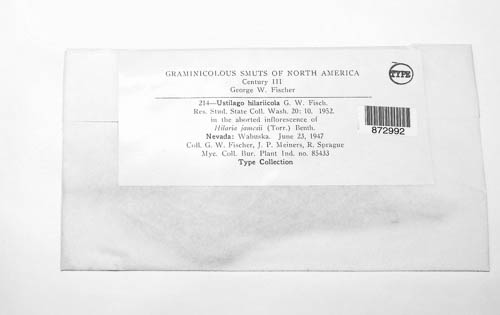 GRAMINICOLOUS SMUTS OF NORTH AMERICA
Century III
George W. Fischer
TYPE
214—Ustilago hilariicola G. W. Fisch.
Res. Stud. State Coll. Wash. 20: 10, 1952.
in the aborted inflorescence of
Hilaria jamesii (Torr.) Benth.
Nevada: Wabuska. June 23, 1947
Coll. G. W. Fischer, J. P. Meiners, R. Sprague
Myc. Coll. Bur. Plant Ind. no. 85433
Type Collection
872992